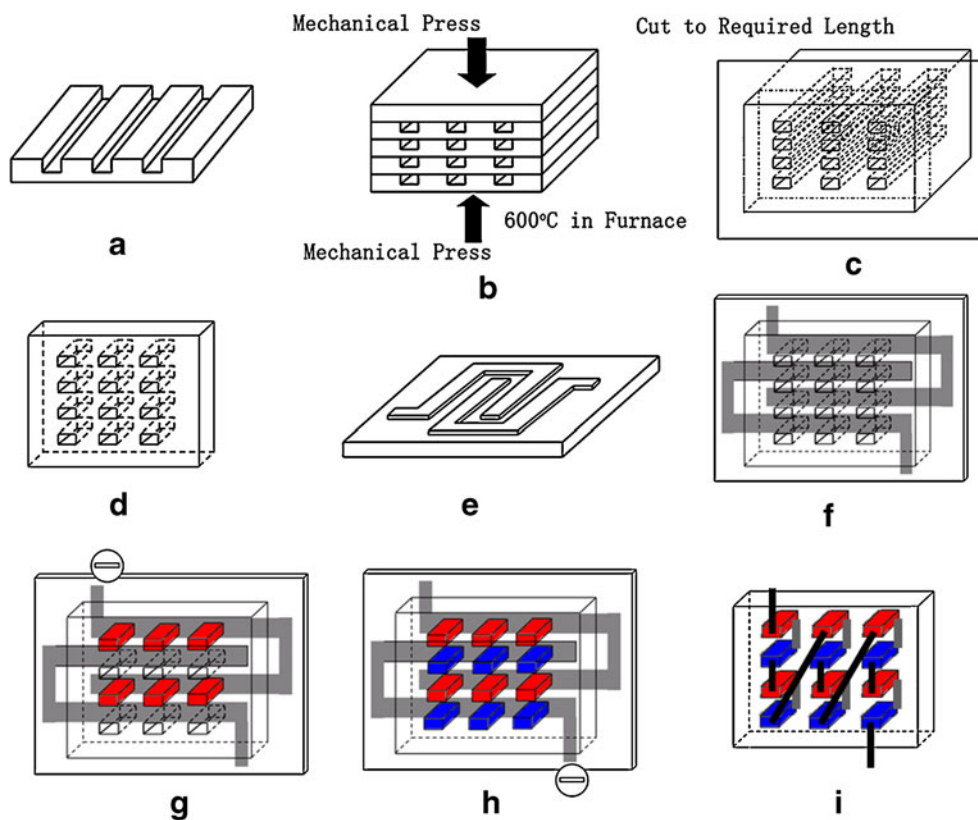 Mechanical Press
Cut to Required Length
600°C in Furnace
Mechanical Press
a
b
c
d
e
f
g
h
i